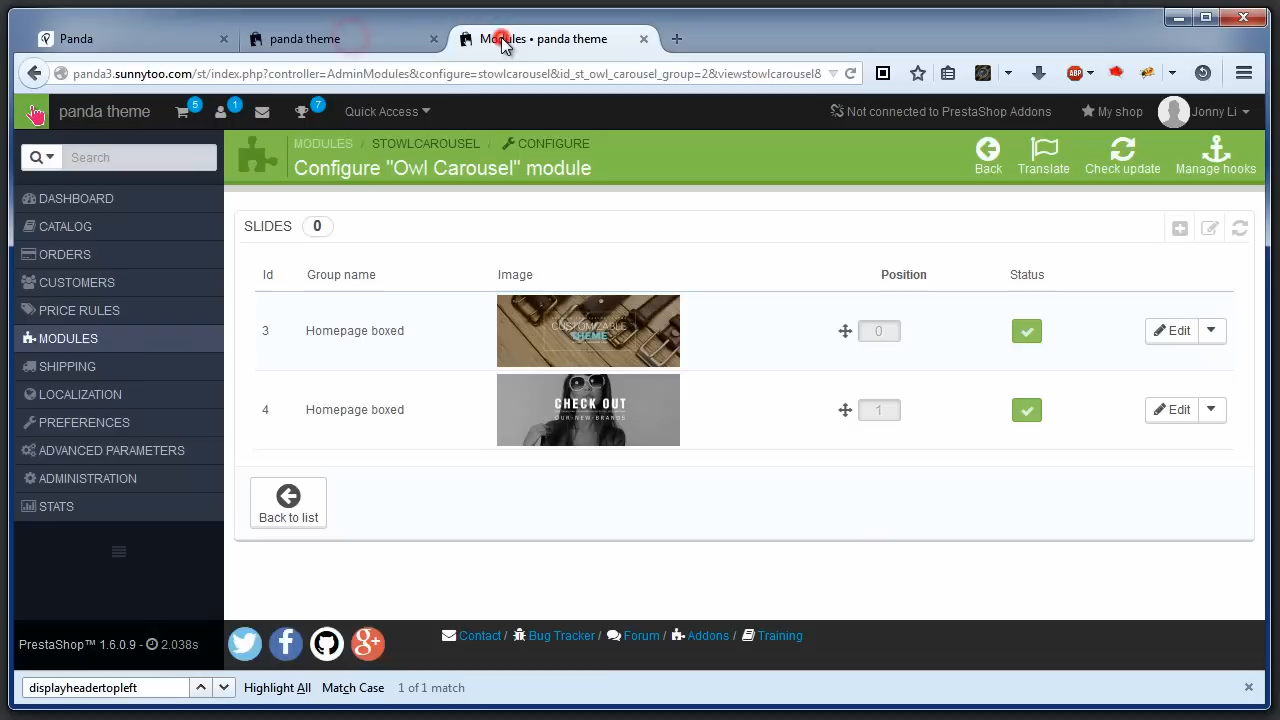 Panda
panda theme
Modules • panda theme
panda3.sunnytoo.com/st/index.php?controller=AdminModules&configure=stowlcarousel&id_st_owl_carousel_group=2&viewstowlcarousel&
ABP
panda theme
5
1
7
Quick Access
Not connected to PrestaShop Addons
My shop
Jonny Li
Search
MODULES / STOWLCAROUSEL / CONFIGURE
Configure "Owl Carousel" module
Back
Translate
Check update
Manage hooks
DASHBOARD
CATALOG
ORDERS
CUSTOMERS
PRICE RULES
MODULES
SHIPPING
LOCALIZATION
PREFERENCES
ADVANCED PARAMETERS
ADMINISTRATION
STATS
SLIDES 0
Id Group name Image Position Status
3 Homepage boxed 0 Edit
CUSTOMIZABLE
THEME
4 Homepage boxed 1 Edit
CHECK OUT
OUR-NEW-BRANDS
Back to list
PrestaShop™ 1.6.0.9 - 2.038s
Contact / Bug Tracker / Forum / Addons / Training
displayheadertopleft
Highlight All
Match Case
1 of 1 match